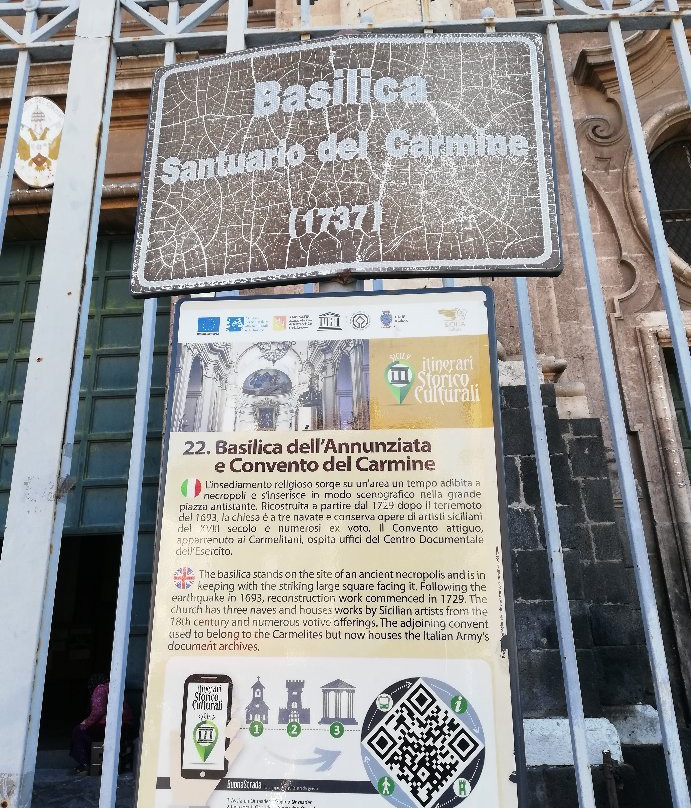 Basilica
Santuario del Carmine
(1737)
itinerari
Storico
Culturali
22. Basilica dell'Annunziata
e Convento del Carmine
L'insediamento religioso sorge su un'area un tempo adibita a
necropoli e s'inserisce in modo scenografico nella grande
piazza antistante. Ricostruita a partire dal 1729 dopo il terremoto
del 1693, la chiesa è a tre navate e conserva opere di artisti siciliani
del XVIII secolo e numerosi ex voto. Il Convento attiguo,
appartenuto ai Carmelitani, ospita uffici del Centro Documentale
dell'Esercito.
The basilica stands on the site of an ancient necropolis and is in
keeping with the striking large square facing it. Following the
earthquake in 1693, reconstruction work commenced in 1729. The
church has three naves and houses works by Sicilian artists from the
18th century and numerous votive offerings. The adjoining convent
used to belong to the Carmelites but now houses the Italian Army's
document archives.
itinerari
Storico
Culturali
1 2 3
i
BuonaStrada